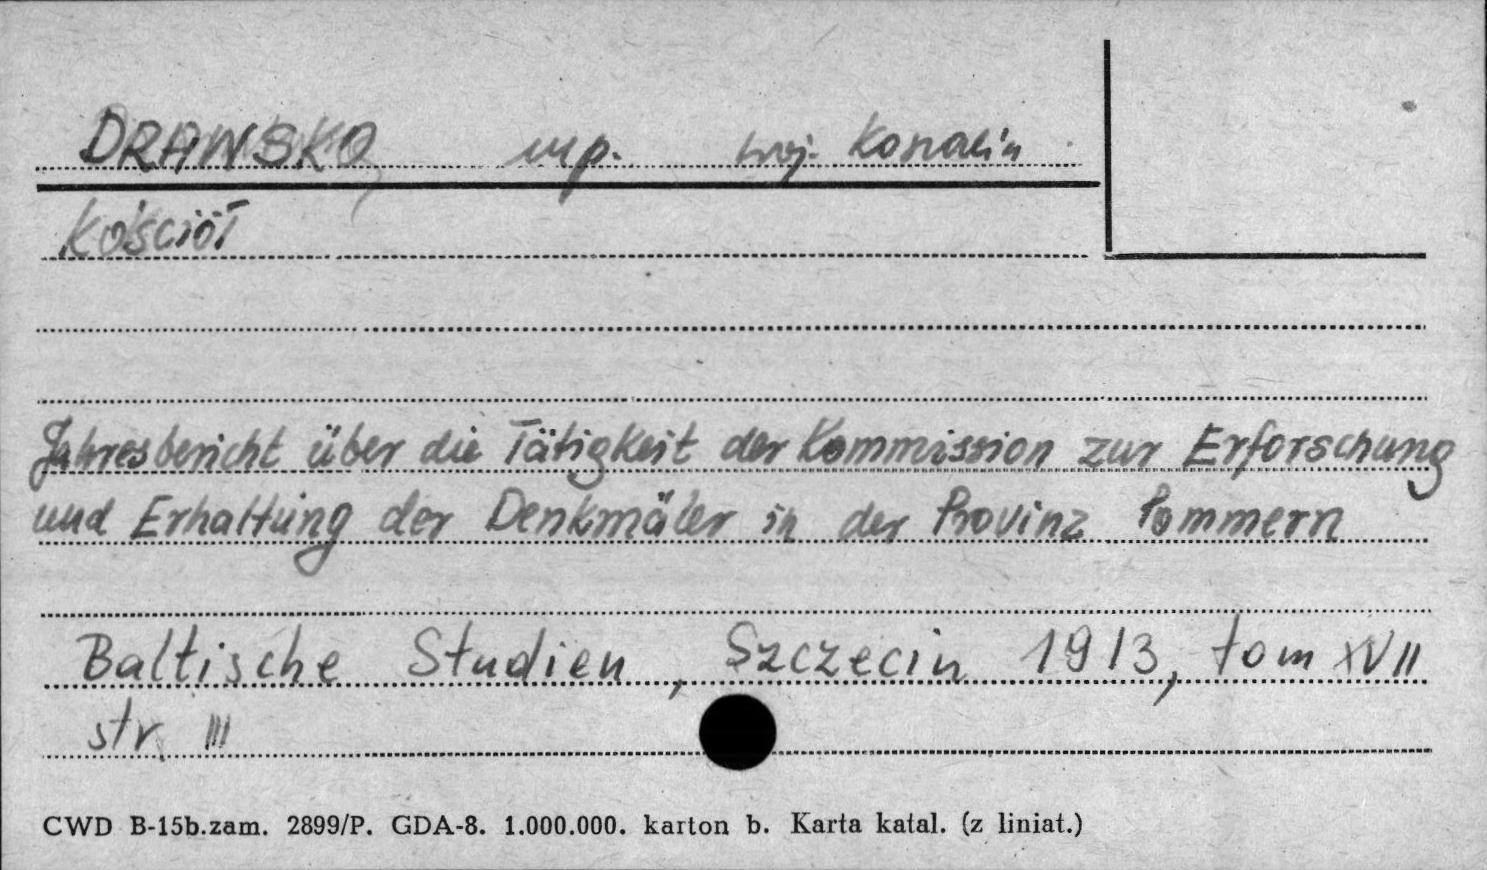 DRAWSKO m.p. woj. Koszalin
Kościół
Jahresbericht über die Tätigkeit der Kommission zur Erforschung
und Erhaltung der Denkmäler in der Provinz Pommern
Baltische Studien, Szczecin 1913, tom XVII
str. III
CWD B-15b.zam. 2899/P. GDA-8. 1.000.000. karton b. Karta katal. (z liniat.)